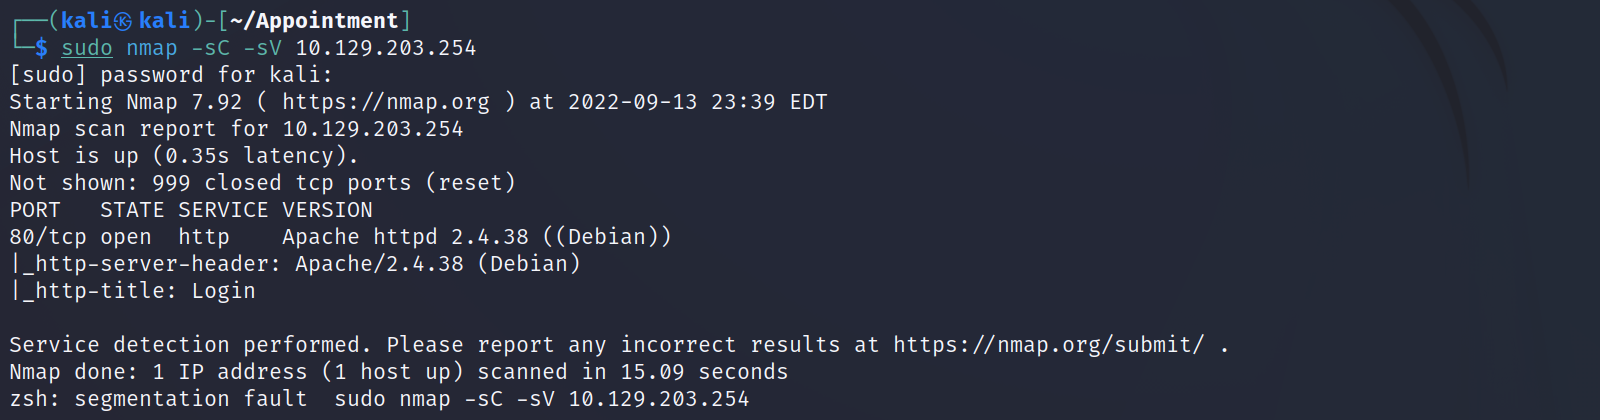 ┌──(kali㉿kali)-[~/Appointment]
└─$ sudo nmap -sC -sV 10.129.203.254
[sudo] password for kali:
Starting Nmap 7.92 ( https://nmap.org ) at 2022-09-13 23:39 EDT
Nmap scan report for 10.129.203.254
Host is up (0.35s latency).
Not shown: 999 closed tcp ports (reset)
PORT   STATE SERVICE VERSION
80/tcp open  http    Apache httpd 2.4.38 ((Debian))
|_http-server-header: Apache/2.4.38 (Debian)
|_http-title: Login

Service detection performed. Please report any incorrect results at https://nmap.org/submit/ .
Nmap done: 1 IP address (1 host up) scanned in 15.09 seconds
zsh: segmentation fault  sudo nmap -sC -sV 10.129.203.254